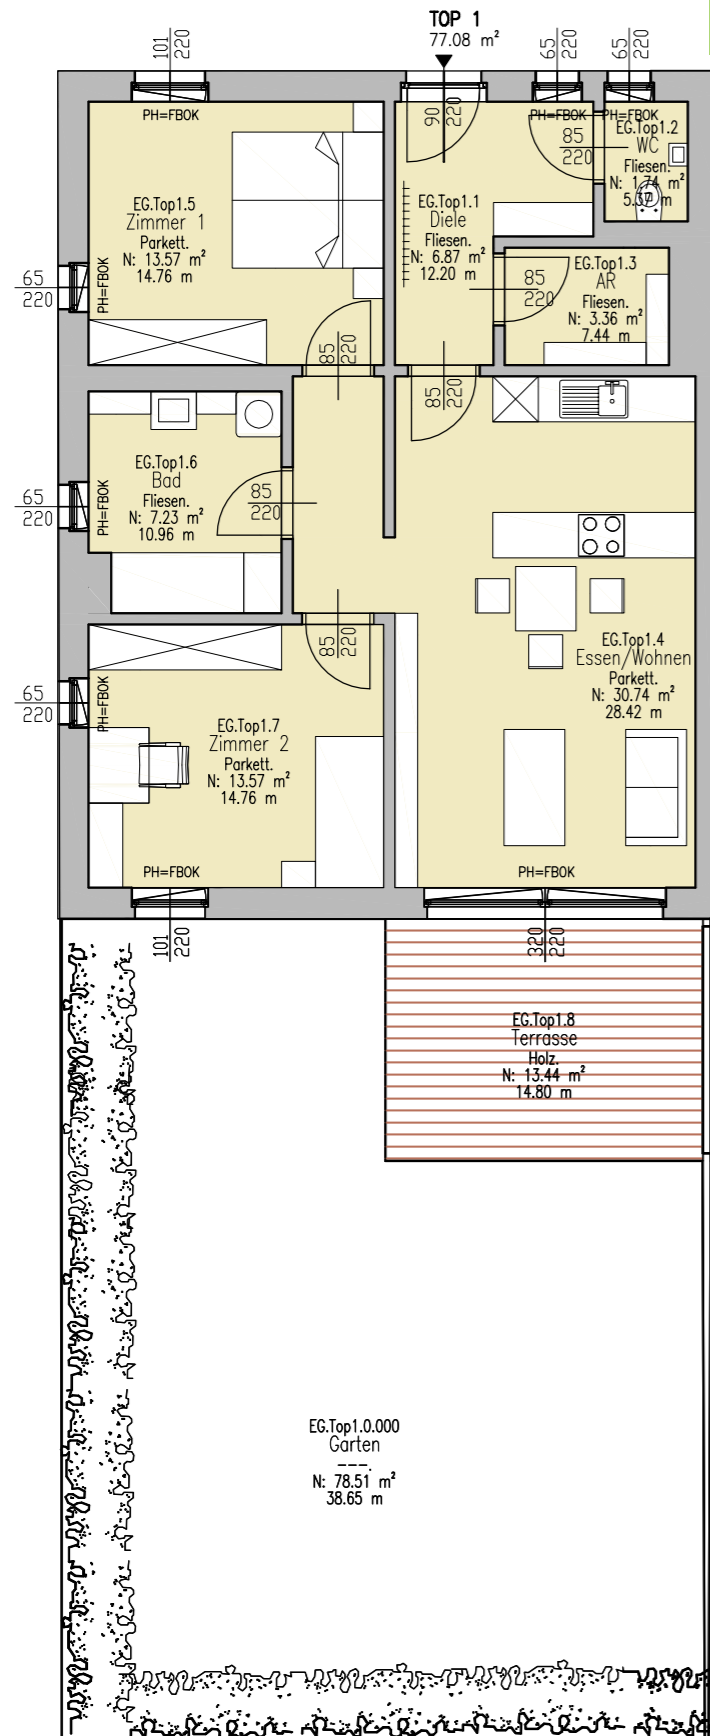 TOP 1
77.08 m²
101
220
65
220
65
220
PH=FBOK
90
220
PH=FBOK
PH=FBOK
85
220
EG.Top1.2
WC
Fliesen.
N: 1.74 m²
5.37 m
EG.Top1.5
Zimmer 1
Parkett.
N: 13.57 m²
14.76 m
EG.Top1.1
Diele
Fliesen.
N: 6.87 m²
12.20 m
65
220
PH=FBOK
85
220
EG.Top1.3
AR
Fliesen.
N: 3.36 m²
7.44 m
85
220
85
220
EG.Top1.6
Bad
Fliesen.
N: 7.23 m²
10.96 m
65
220
PH=FBOK
85
220
85
220
EG.Top1.4
Essen/Wohnen
Parkett.
N: 30.74 m²
28.42 m
65
220
PH=FBOK
EG.Top1.7
Zimmer 2
Parkett.
N: 13.57 m²
14.76 m
PH=FBOK
PH=FBOK
101
220
320
220
EG.Top1.8
Terrasse
Holz.
N: 13.44 m²
14.80 m
EG.Top1.0.000
Garten
---.
N: 78.51 m²
38.65 m